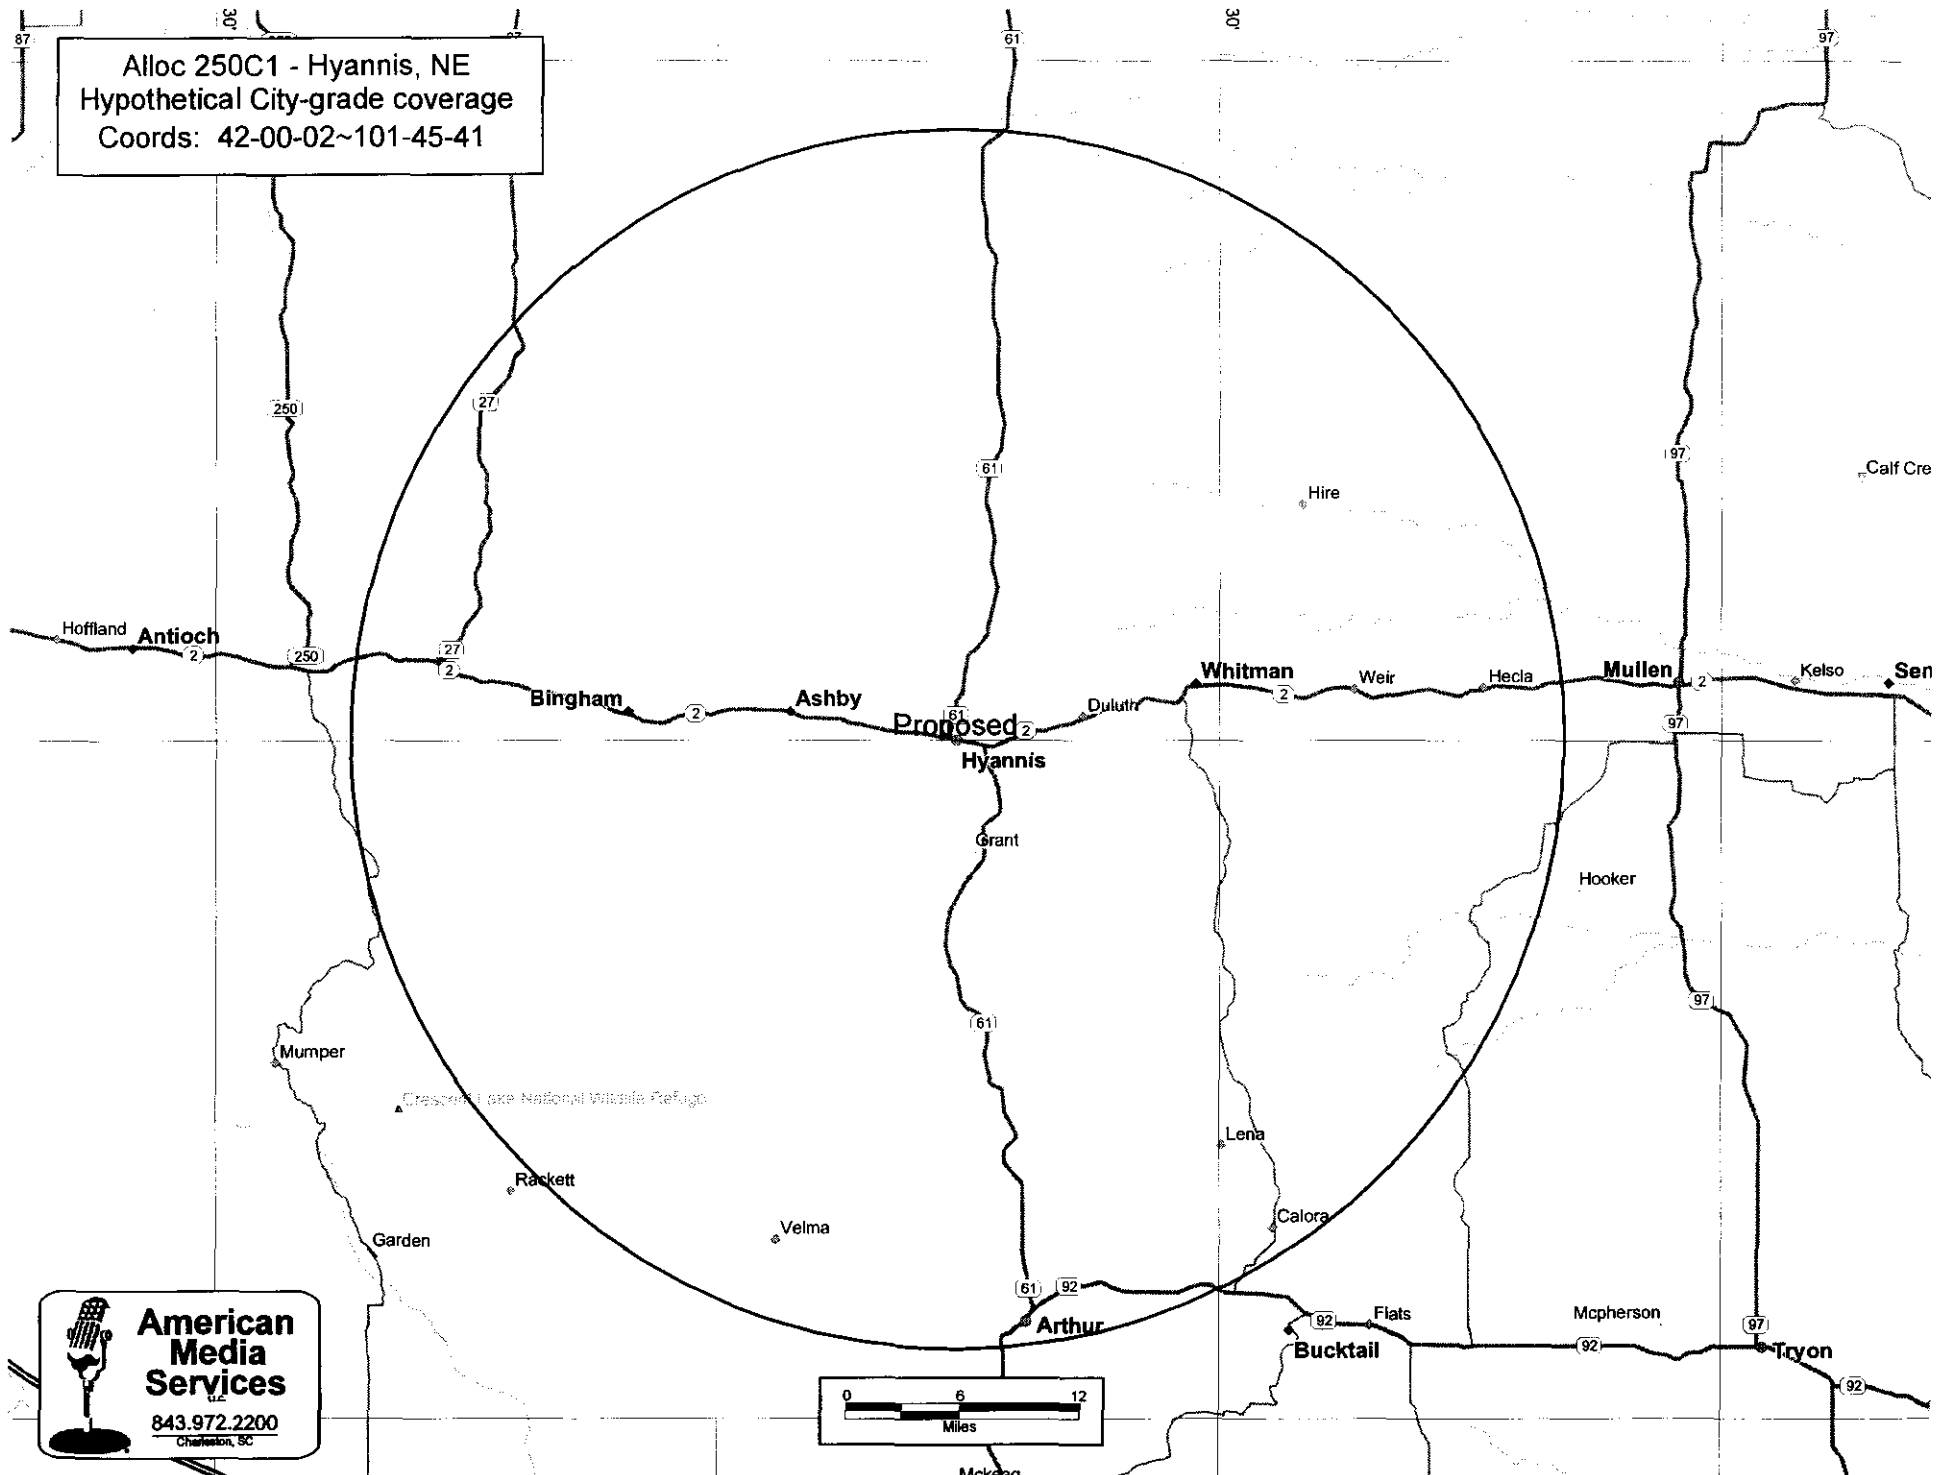 30'
30'
87
61
97
Alloc 250C1 - Hyannis, NE
Hypothetical City-grade coverage
Coords: 42-00-02~101-45-41
250
27
61
97
Calf Cre
Hire
Hoffland
Antioch
2
250
27
2
Bingham
2
Ashby
61
Proposed
2
Hyannis
Duluth
Whitman
2
Weir
Hecla
Mullen
2
Kelso
Sen
97
Grant
Hooker
61
97
Mumper
Crescent Lake National Wildlife Refuge
Lena
Rackett
Velma
Calora
Garden
61
92
Arthur
92
Flats
Bucktail
Mcpherson
92
97
Tryon
92
American
Media
Services
LLC
843.972.2200
Charleston, SC
0 6 12
Miles